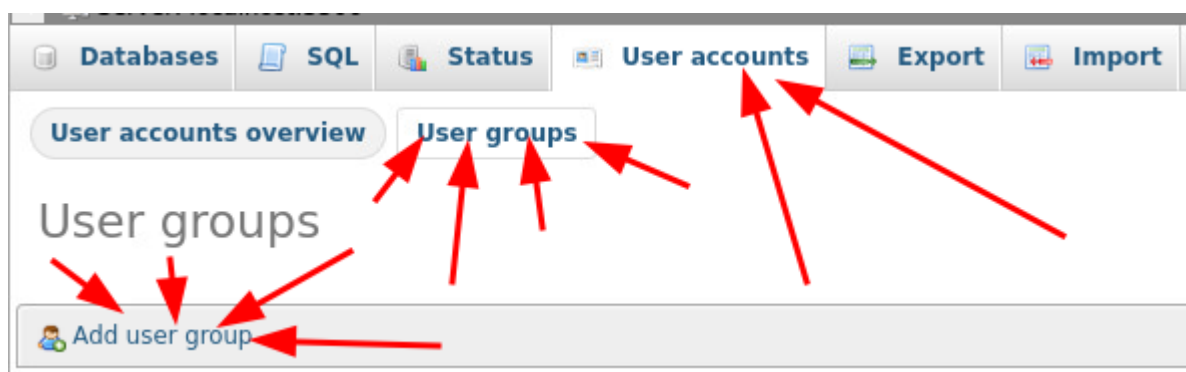 Databases SQL Status User accounts Export Import
User accounts overview User groups
User groups
Add user group